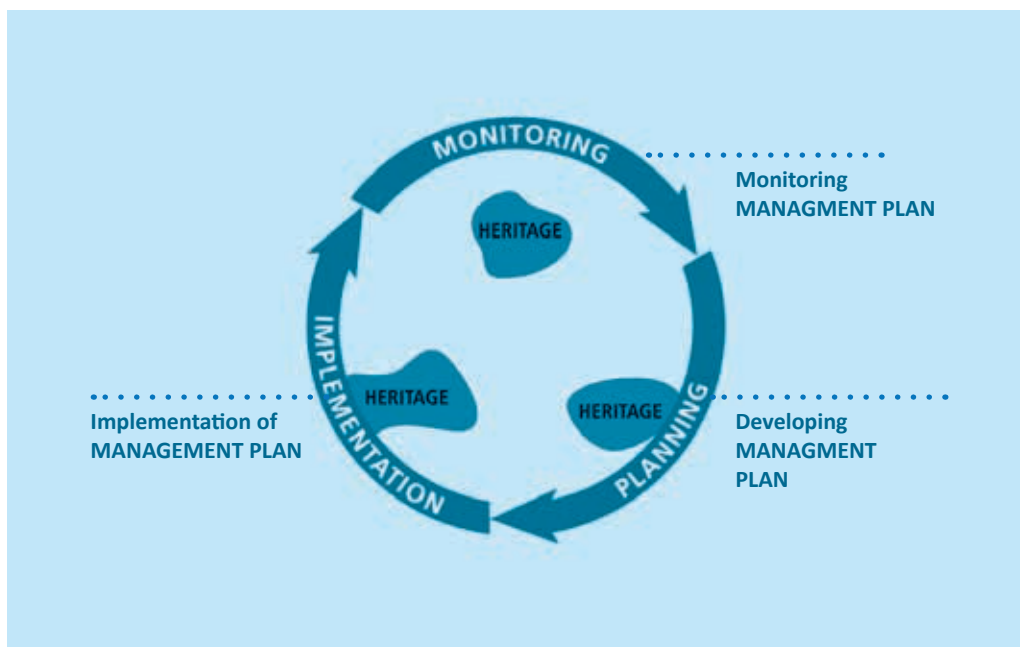 MONITORING
Monitoring
MANAGMENT PLAN
HERITAGE
IMPLEMENTATION
HERITAGE
HERITAGE
PLANNING
Implementation of
MANAGEMENT PLAN
Developing
MANAGMENT
PLAN